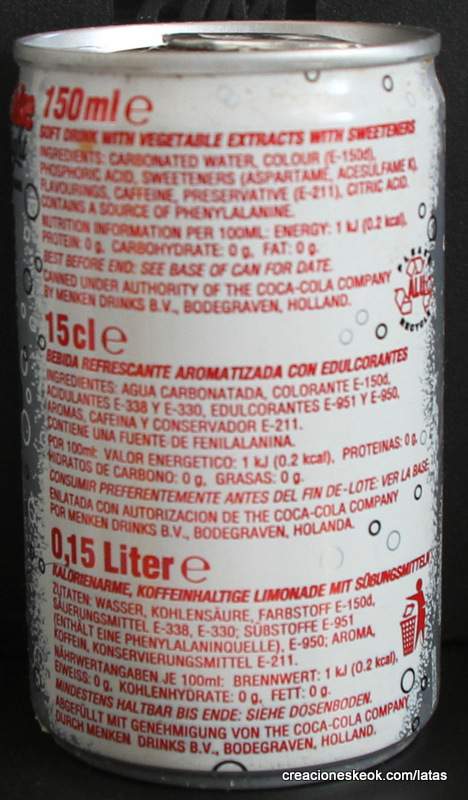 150ml e
SOFT DRINK WITH VEGETABLE EXTRACTS WITH SWEETENERS
INGREDIENTS: CARBONATED WATER, COLOUR (E-150d),
PHOSPHORIC ACID, SWEETENERS (ASPARTAME, ACESULFAME K),
FLAVOURINGS, CAFFEINE, PRESERVATIVE (E-211), CITRIC ACID.
CONTAINS A SOURCE OF PHENYLALANINE.
NUTRITION INFORMATION PER 100ML: ENERGY: 1 kJ (0.2 kcal),
PROTEIN: 0 g, CARBOHYDRATE: 0 g, FAT: 0 g.
BEST BEFORE END: SEE BASE OF CAN FOR DATE.
CANNED UNDER AUTHORITY OF THE COCA-COLA COMPANY
BY MENKEN DRINKS B.V., BODEGRAVEN, HOLLAND.
15cl e
BEBIDA REFRESCANTE AROMATIZADA CON EDULCORANTES
INGREDIENTES: AGUA CARBONATADA, COLORANTE E-150d,
ACIDULANTES E-338 Y E-330, EDULCORANTES E-951 Y E-950,
AROMAS, CAFEINA Y CONSERVADOR E-211.
CONTIENE UNA FUENTE DE FENILALANINA.
POR 100ml: VALOR ENERGETICO: 1 kJ (0.2 kcal), PROTEINAS: 0 g,
HIDRATOS DE CARBONO: 0 g, GRASAS: 0 g.
CONSUMIR PREFERENTEMENTE ANTES DEL FIN DE-LOTE: VER LA BASE.
ENLATADA CON AUTORIZACION DE THE COCA-COLA COMPANY
POR MENKEN DRINKS B.V., BODEGRAVEN, HOLANDA.
0,15 Liter e
KALORIENARME, KOFFEINHALTIGE LIMONADE MIT SÜßUNGSMITTELN
ZUTATEN: WASSER, KOHLENSÄURE, FARBSTOFF E-150d,
SÄUERUNGSMITTEL E-338, E-330; SÜBSTOFFE E-951
(ENTHÄLT EINE PHENYLALANINQUELLE), E-950; AROMA,
KOFFEIN, KONSERVIERUNGSMITTEL E-211.
NÄHRWERTANGABEN JE 100ml: BRENNWERT: 1 kJ (0.2 kcal),
EIWEISS: 0 g, KOHLENHYDRATE: 0 g, FETT: 0 g.
MINDESTENS HALTBAR BIS ENDE: SIEHE DOSENBODEN.
ABGEFÜLLT MIT GENEHMIGUNG VON THE COCA-COLA COMPANY
DURCH MENKEN DRINKS B.V., BODEGRAVEN, HOLLAND.
creacioneskeok.com/latas